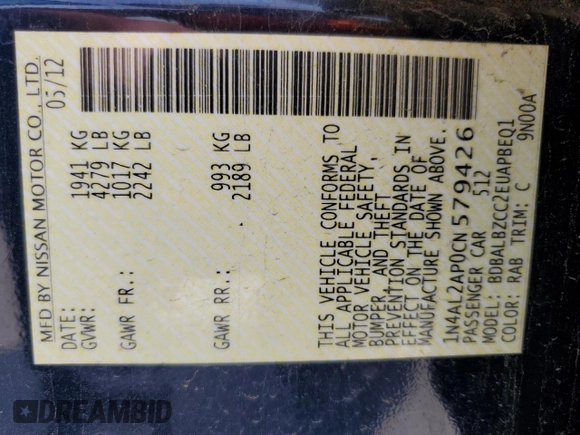 MFD BY NISSAN MOTOR CO., LTD.
DATE: 05/12
GVWR: 1941 KG
4279 LB
GAWR FR.: 1017 KG
2242 LB
GAWR RR.: 993 KG
2189 LB
THIS VEHICLE CONFORMS TO
ALL APPLICABLE FEDERAL
MOTOR VEHICLE SAFETY,
BUMPER, AND THEFT
PREVENTION STANDARDS IN
EFFECT ON THE DATE OF
MANUFACTURE SHOWN ABOVE.
1N4AL2AP0CN579426
PASSENGER CAR 512
MODEL: BDBALBZCC2EUAPBEQ1
COLOR: RAB TRIM: C 9N00A
DREAMBID